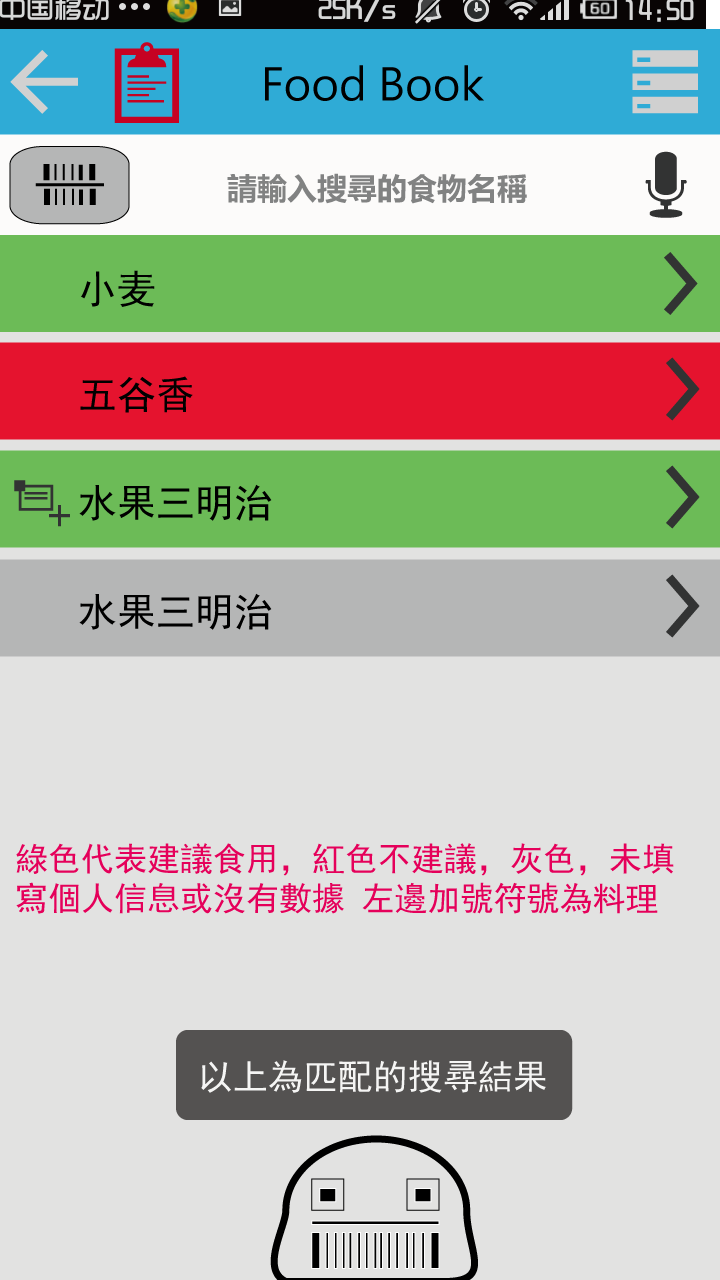 中国移动 ••• 25K/s 60 14:50
Food Book
請輸入搜尋的食物名稱
小麦
五谷香
水果三明治
水果三明治
綠色代表建議食用，紅色不建議，灰色，未填
寫個人信息或沒有數據 左邊加號符號為料理
以上為匹配的搜尋結果